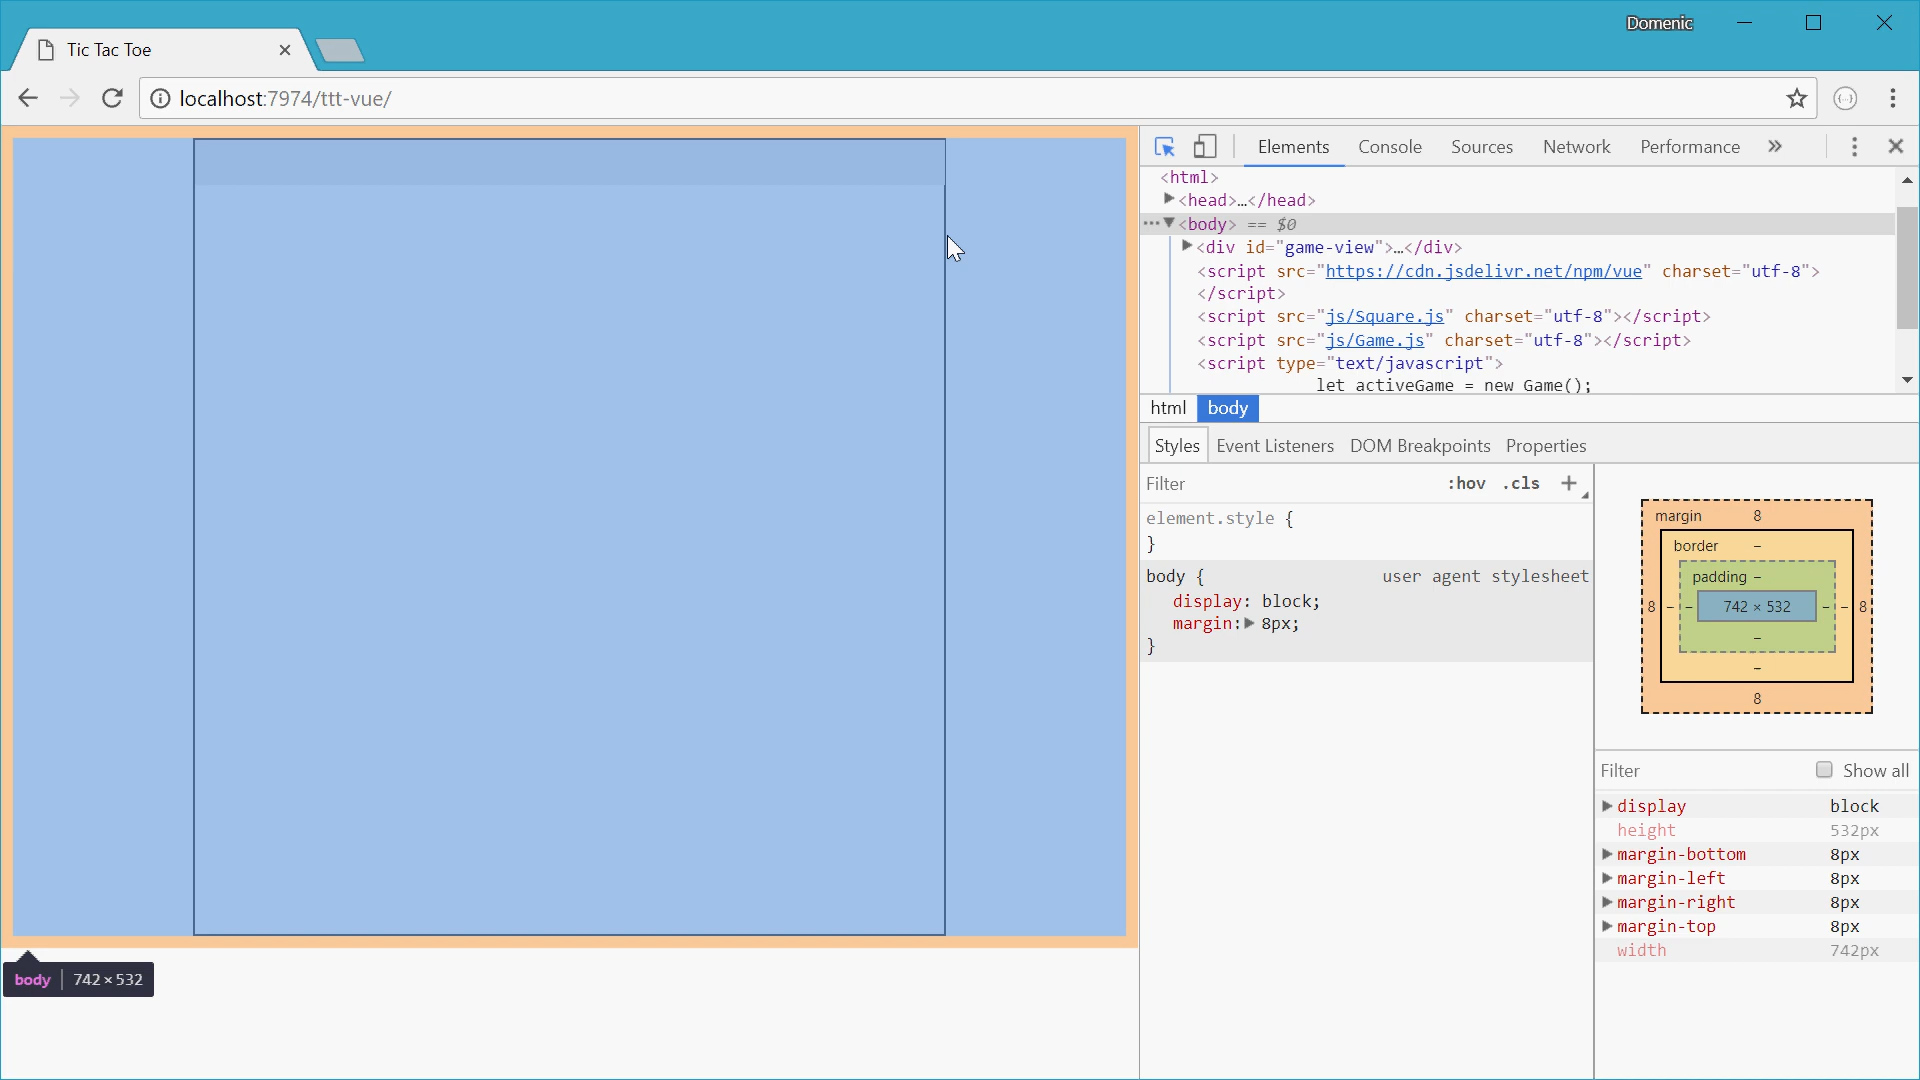 Domenic
Tic Tac Toe
localhost:7974/ttt-vue/
Elements Console Sources Network Performance »
<html>
<head>…</head>
<body> == $0
<div id="game-view">…</div>
<script src="https://cdn.jsdelivr.net/npm/vue" charset="utf-8">
</script>
<script src="js/Square.js" charset="utf-8"></script>
<script src="js/Game.js" charset="utf-8"></script>
<script type="text/javascript">
let activeGame = new Game();
html body
Styles Event Listeners DOM Breakpoints Properties
Filter :hov .cls +
element.style {
}
body { user agent stylesheet
display: block;
margin: 8px;
}
margin 8
border –
padding –
8 – – 742 × 532 – – 8
–
–
8
Filter Show all
display block
height 532px
margin-bottom 8px
margin-left 8px
margin-right 8px
margin-top 8px
width 742px
body 742 × 532